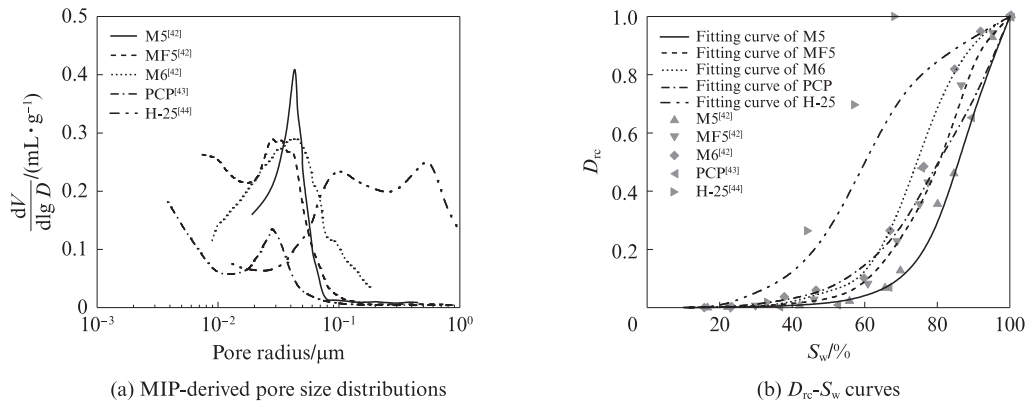 0.5
0.4
0.3
0.2
0.1
0
10⁻³
10⁻²
10⁻¹
10⁰
dV/dlg D/(mL·g⁻¹)
Pore radius/μm
M5[42]
MF5[42]
M6[42]
PCP[43]
H-25[44]
(a) MIP-derived pore size distributions
1.0
0.8
0.6
0.4
0.2
0
20
40
60
80
100
Drc
Sw/%
Fitting curve of M5
Fitting curve of MF5
Fitting curve of M6
Fitting curve of PCP
Fitting curve of H-25
M5[42]
MF5[42]
M6[42]
PCP[43]
H-25[44]
(b) Drc-Sw curves